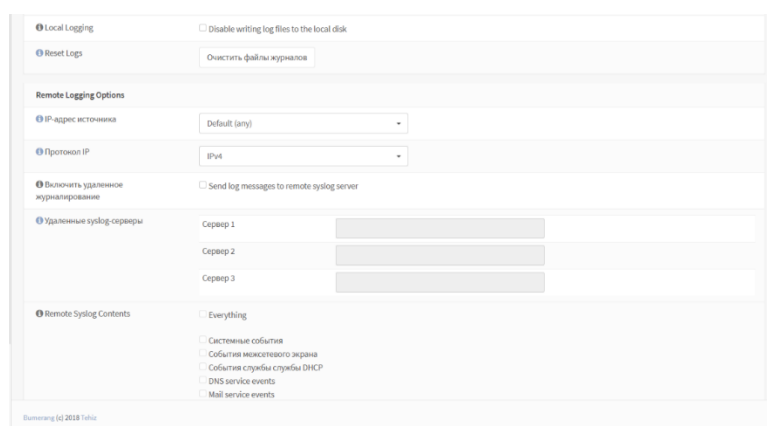 Local Logging
Disable writing log files to the local disk
Reset Logs
Очистить файлы журналов
Remote Logging Options
IP-адрес источника
Default (any)
Протокол IP
IPv4
Включить удаленное
журналирование
Send log messages to remote syslog server
Удаленные syslog-серверы
Сервер 1
Сервер 2
Сервер 3
Remote Syslog Contents
Everything
Системные события
События межсетевого экрана
События службы службы DHCP
DNS service events
Mail service events
Bumerang (c) 2018 Tehiz